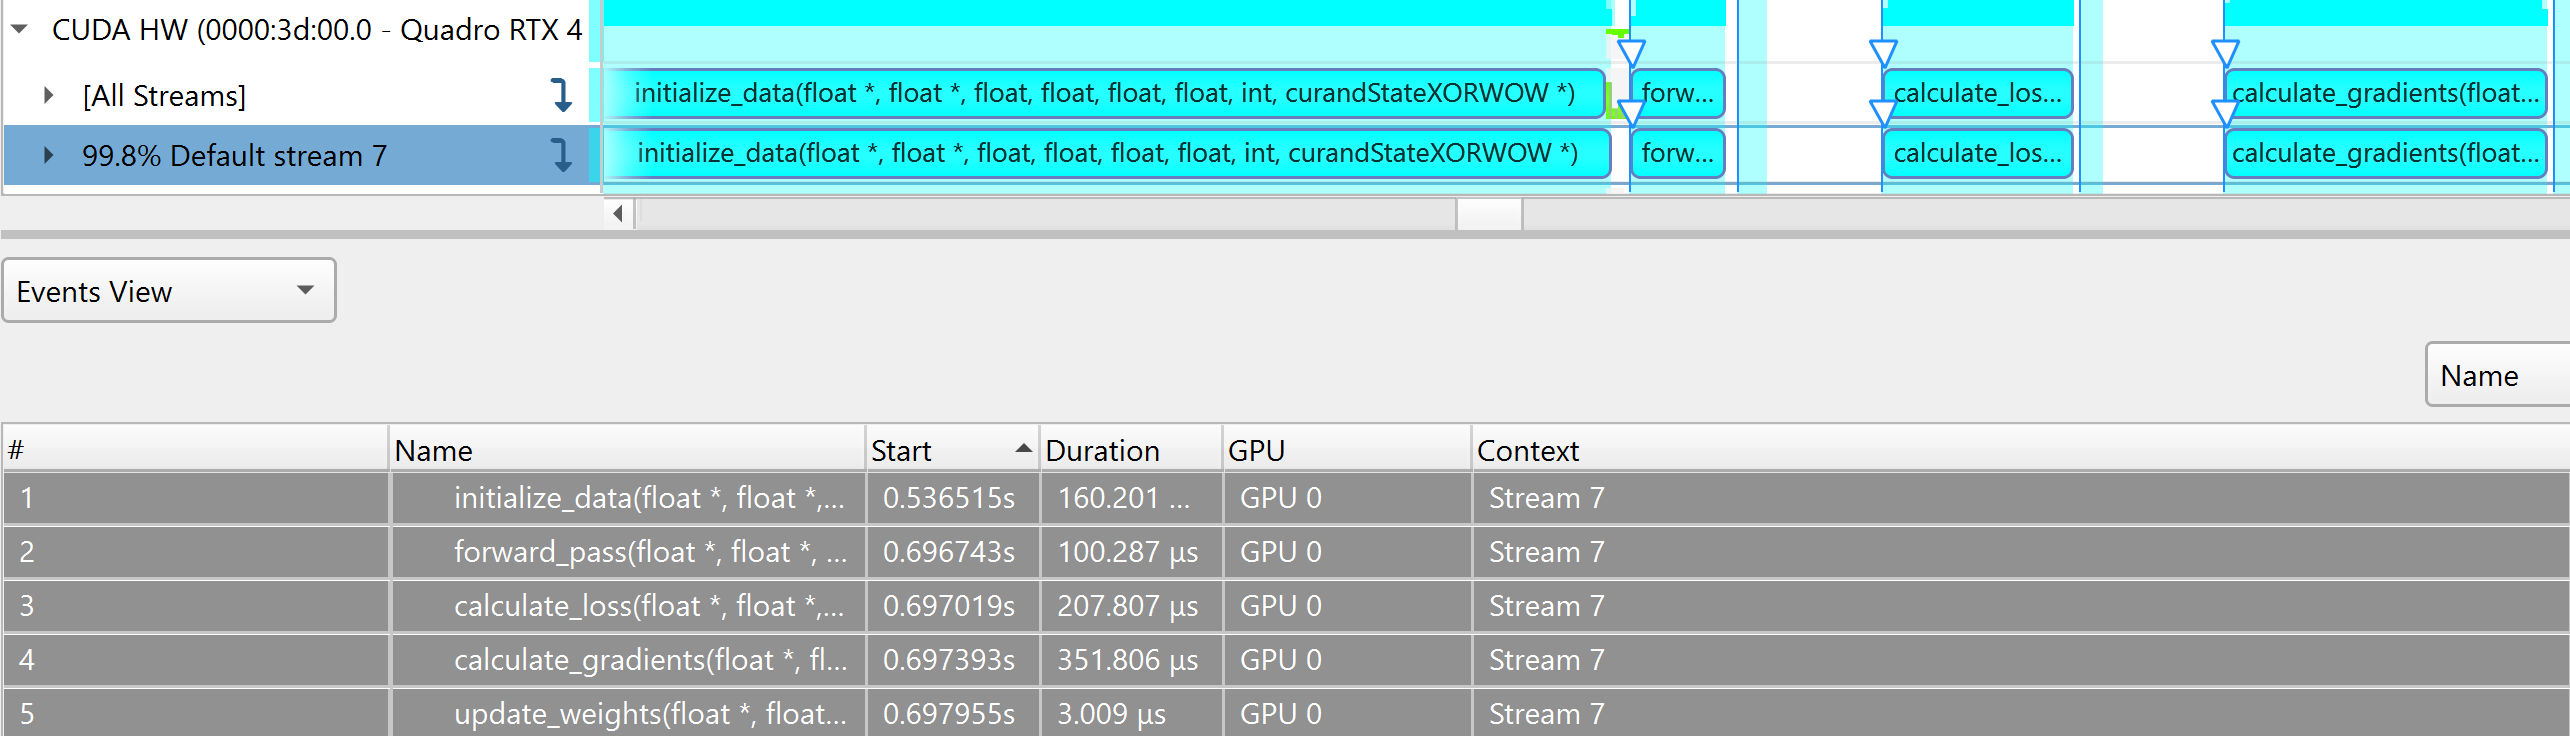 CUDA HW (0000:3d:00.0 - Quadro RTX 4
[All Streams]
initialize_data(float *, float *, float, float, float, float, int, curandStateXORWOW *)
forw...
calculate_los...
calculate_gradients(float...
99.8% Default stream 7
initialize_data(float *, float *, float, float, float, float, int, curandStateXORWOW *)
forw...
calculate_los...
calculate_gradients(float...
Events View
Name
# Name Start Duration GPU Context
1 initialize_data(float *, float *,... 0.536515s 160.201 ... GPU 0 Stream 7
2 forward_pass(float *, float *, ... 0.696743s 100.287 μs GPU 0 Stream 7
3 calculate_loss(float *, float *,... 0.697019s 207.807 μs GPU 0 Stream 7
4 calculate_gradients(float *, fl... 0.697393s 351.806 μs GPU 0 Stream 7
5 update_weights(float *, float... 0.697955s 3.009 μs GPU 0 Stream 7